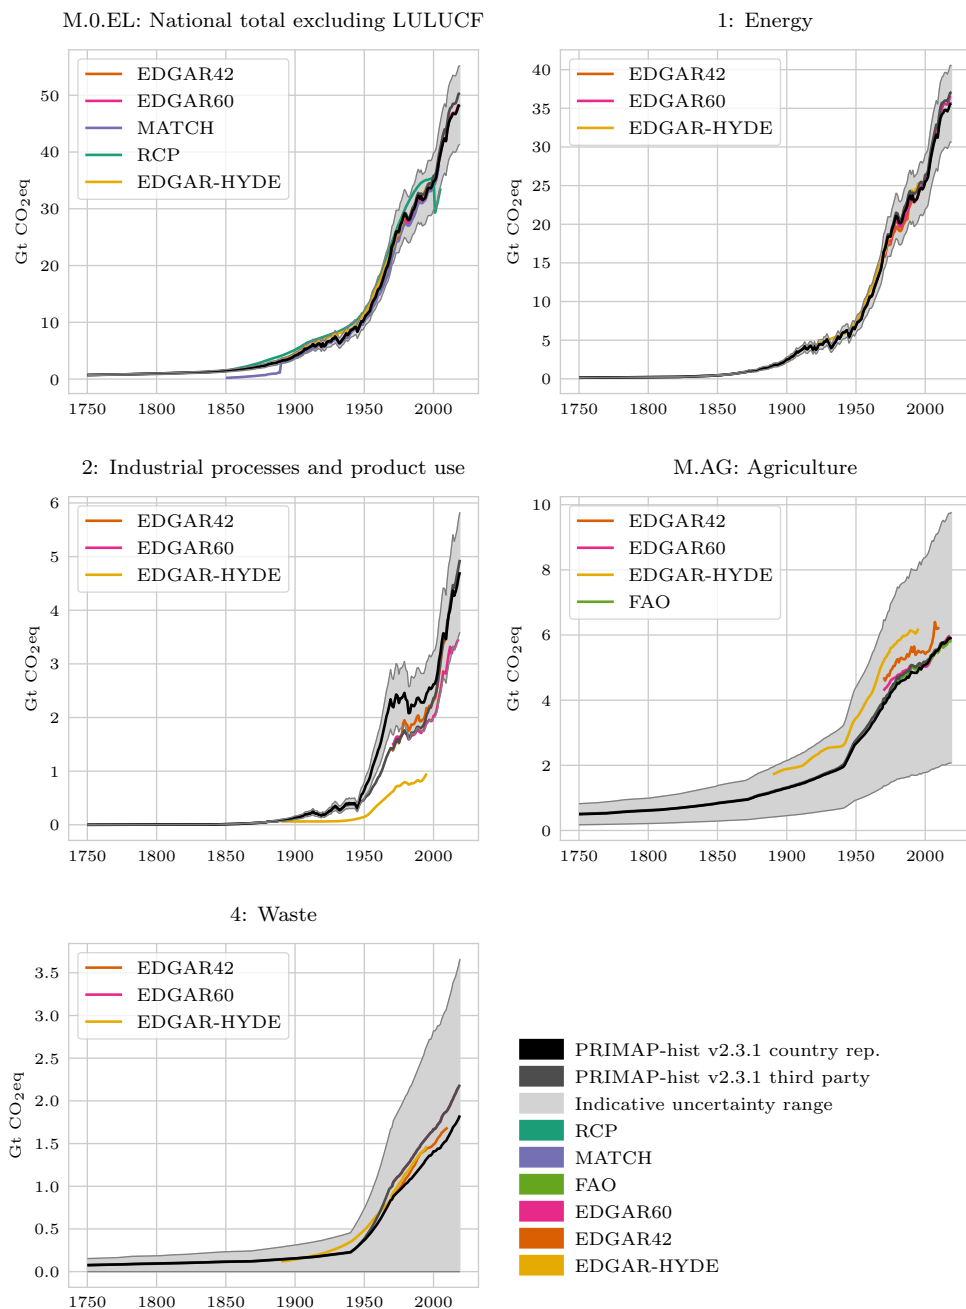 M.0.EL: National total excluding LULUCF
EDGAR42
EDGAR60
MATCH
RCP
EDGAR-HYDE
Gt CO₂eq
50
40
30
20
10
0
1750 1800 1850 1900 1950 2000
1: Energy
EDGAR42
EDGAR60
EDGAR-HYDE
Gt CO₂eq
40
35
30
25
20
15
10
5
0
1750 1800 1850 1900 1950 2000
2: Industrial processes and product use
EDGAR42
EDGAR60
EDGAR-HYDE
Gt CO₂eq
6
5
4
3
2
1
0
1750 1800 1850 1900 1950 2000
M.AG: Agriculture
EDGAR42
EDGAR60
EDGAR-HYDE
FAO
Gt CO₂eq
10
8
6
4
2
0
1750 1800 1850 1900 1950 2000
4: Waste
EDGAR42
EDGAR60
EDGAR-HYDE
Gt CO₂eq
3.5
3.0
2.5
2.0
1.5
1.0
0.5
0.0
1750 1800 1850 1900 1950 2000
PRIMAP-hist v2.3.1 country rep.
PRIMAP-hist v2.3.1 third party
Indicative uncertainty range
RCP
MATCH
FAO
EDGAR60
EDGAR42
EDGAR-HYDE